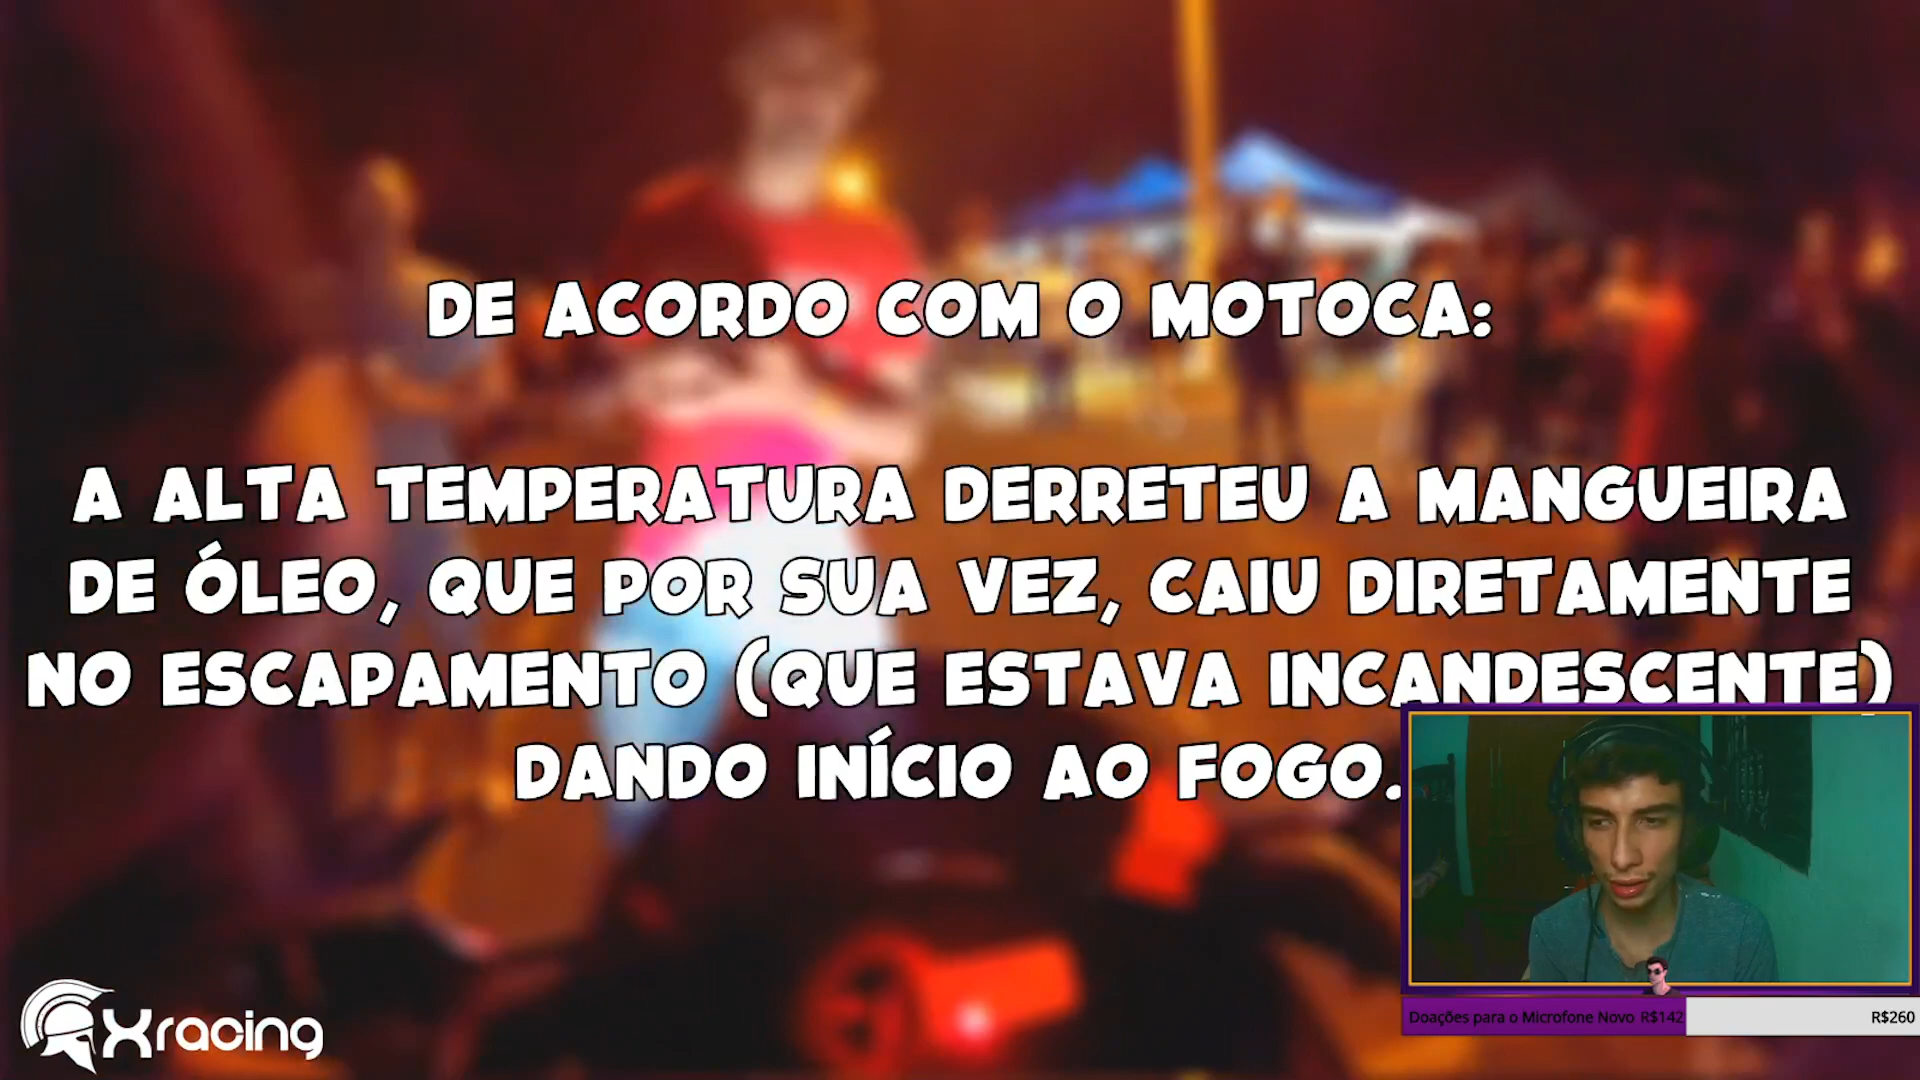 DE ACORDO COM O MOTOCA:
A ALTA TEMPERATURA DERRETEU A MANGUEIRA
DE ÓLEO, QUE POR SUA VEZ, CAIU DIRETAMENTE
NO ESCAPAMENTO (QUE ESTAVA INCANDESCENTE)
DANDO INÍCIO AO FOGO.
Xracing
Doações para o Microfone Novo R$142
R$260